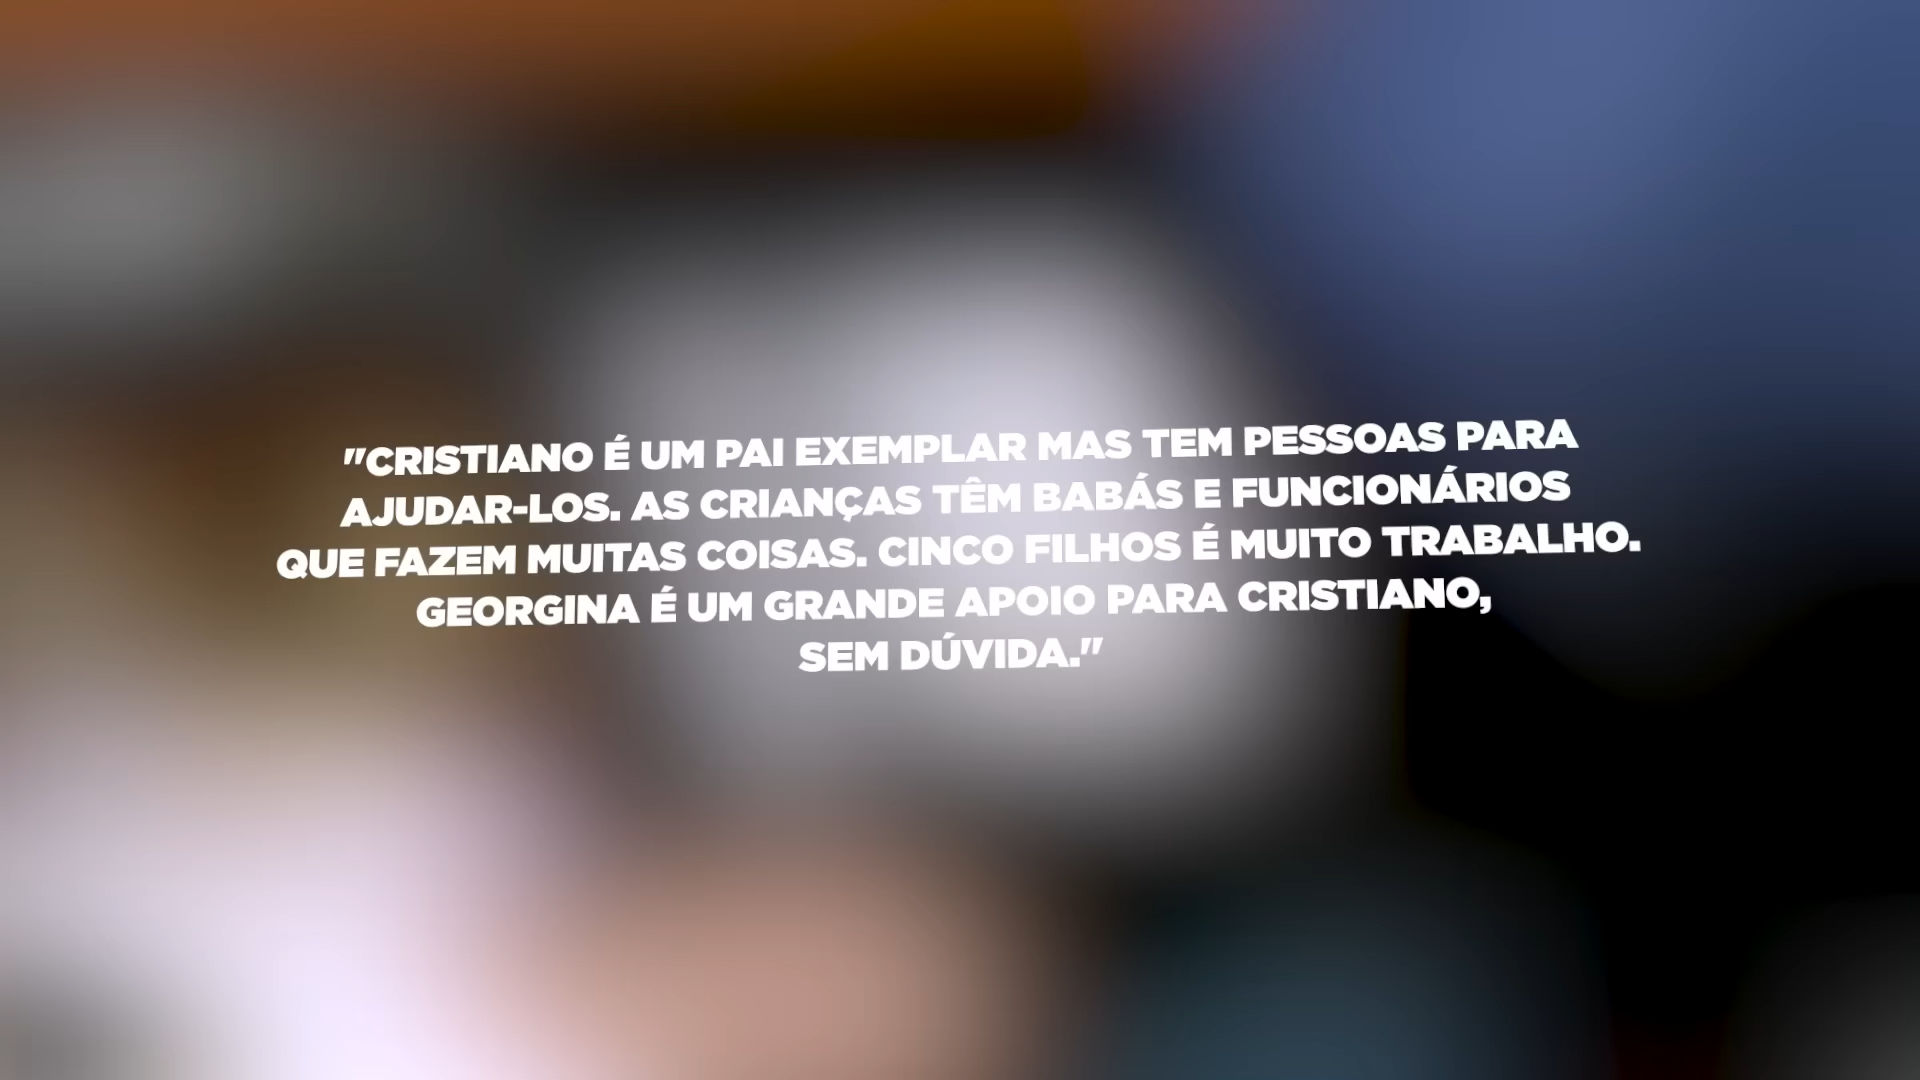 "CRISTIANO É UM PAI EXEMPLAR MAS TEM PESSOAS PARA
AJUDAR-LOS. AS CRIANÇAS TÊM BABÁS E FUNCIONÁRIOS
QUE FAZEM MUITAS COISAS. CINCO FILHOS É MUITO TRABALHO.
GEORGINA É UM GRANDE APOIO PARA CRISTIANO,
SEM DÚVIDA."